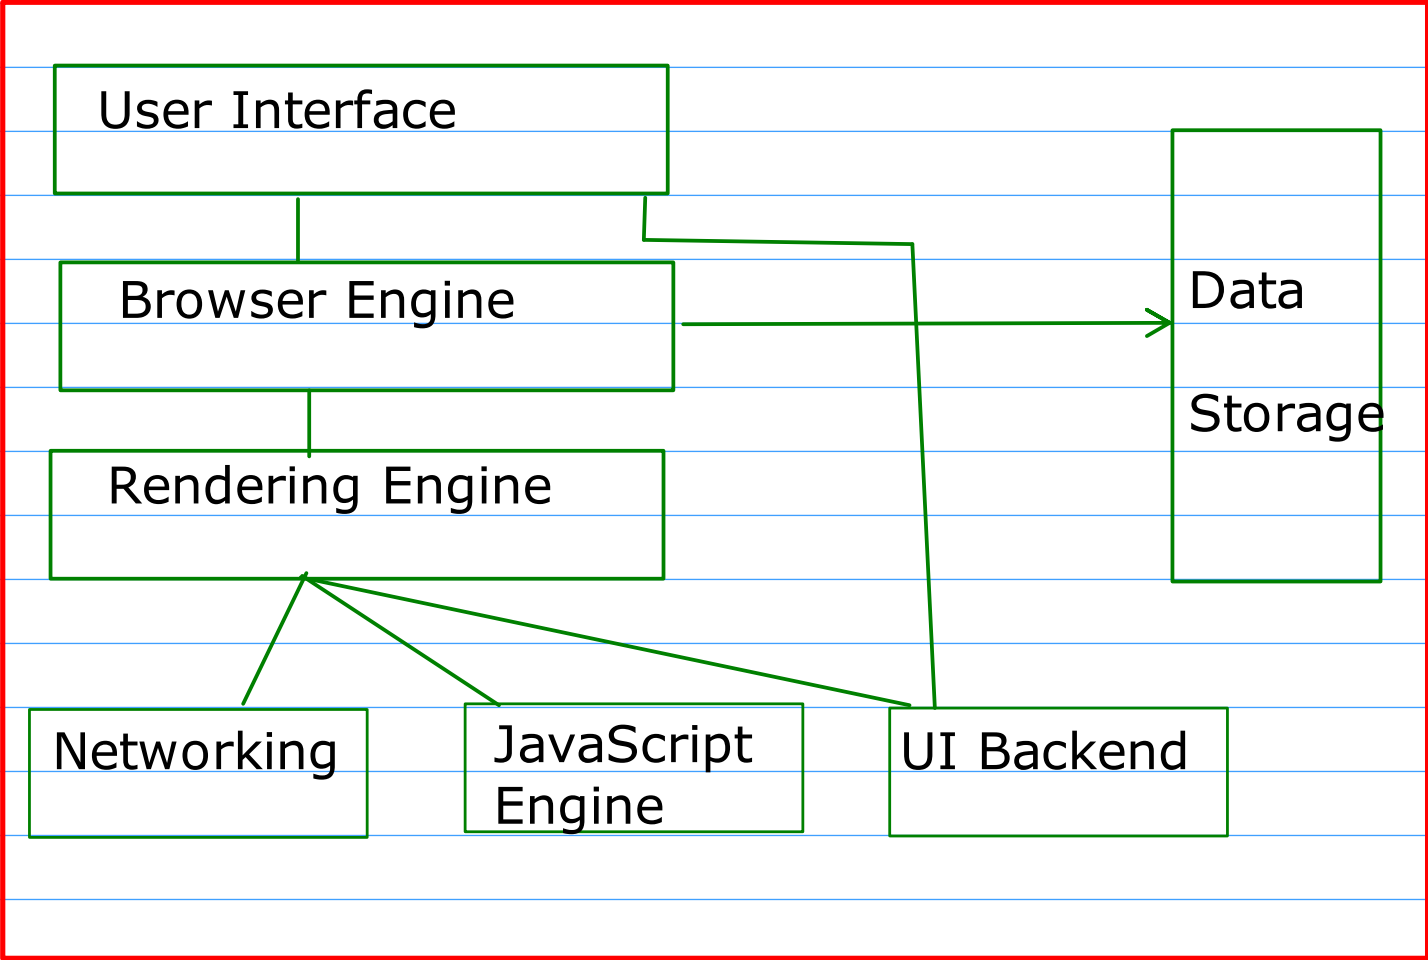 User Interface
Browser Engine
Data
Storage
Rendering Engine
Networking
JavaScript
Engine
UI Backend